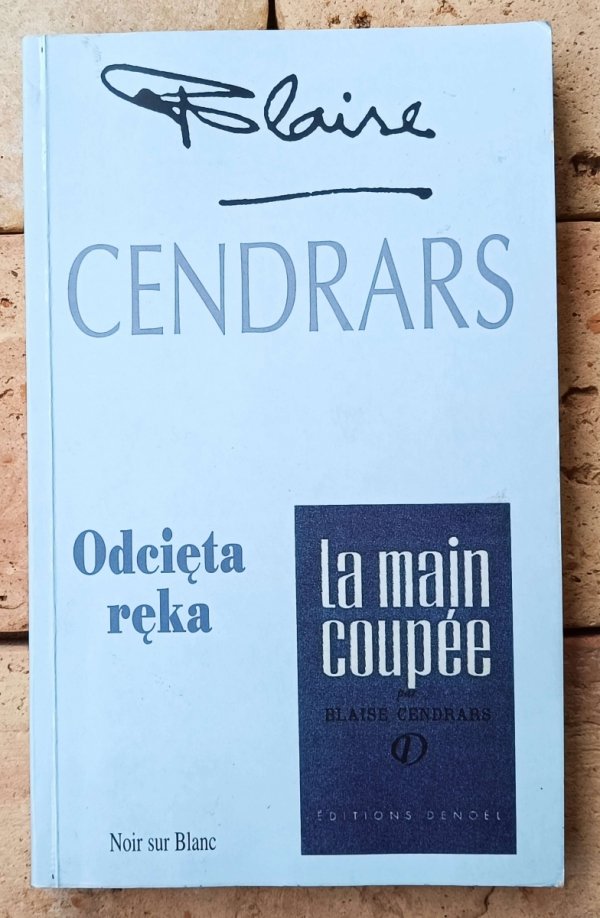 Blaise
CENDRARS
Odcięta
ręka
la main
coupée
par
BLAISE CENDRARS
D
ÉDITIONS DENOËL
Noir sur Blanc